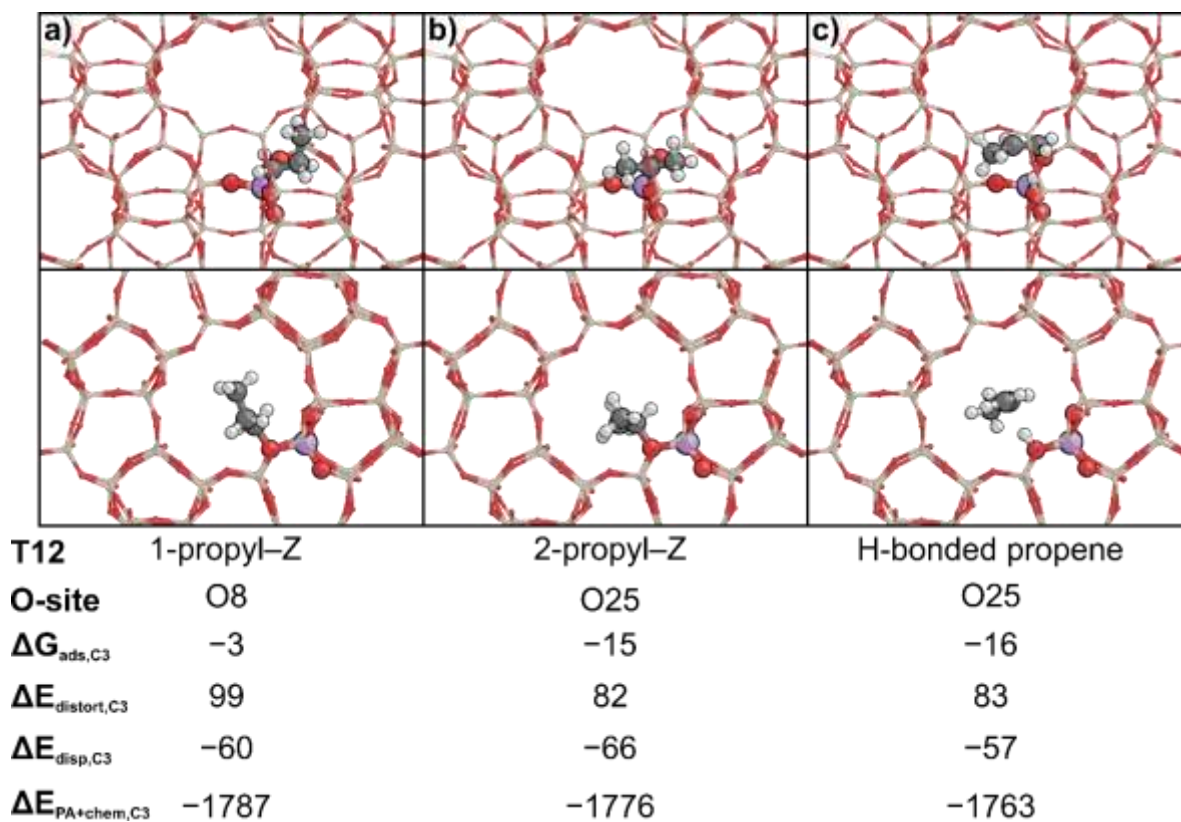 a) b) c)
T12 1-propyl–Z 2-propyl–Z H-bonded propene
O-site O8 O25 O25
ΔGads,C3 −3 −15 −16
ΔEdistort,C3 99 82 83
ΔEdisp,C3 −60 −66 −57
ΔEPA+chem,C3 −1787 −1776 −1763